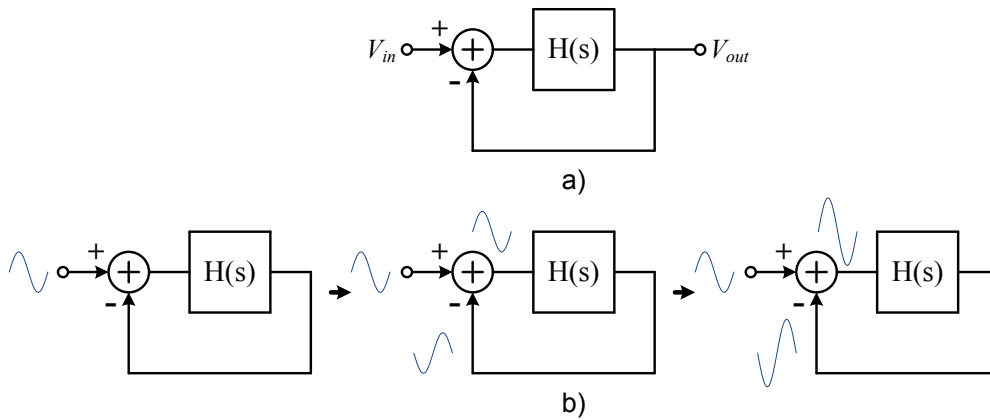 V_in + + H(s) V_out
-
a)
+ + H(s) + + H(s) + + H(s)
- - -
b)